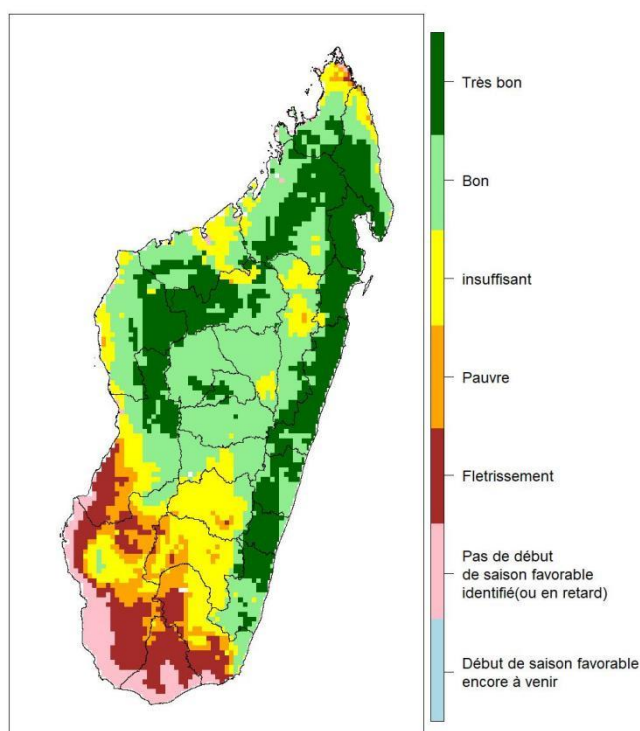 Très bon
Bon
insuffisant
Pauvre
Fletrissement
Pas de début
de saison favorable
identifié(ou en retard)
Début de saison favorable
encore à venir